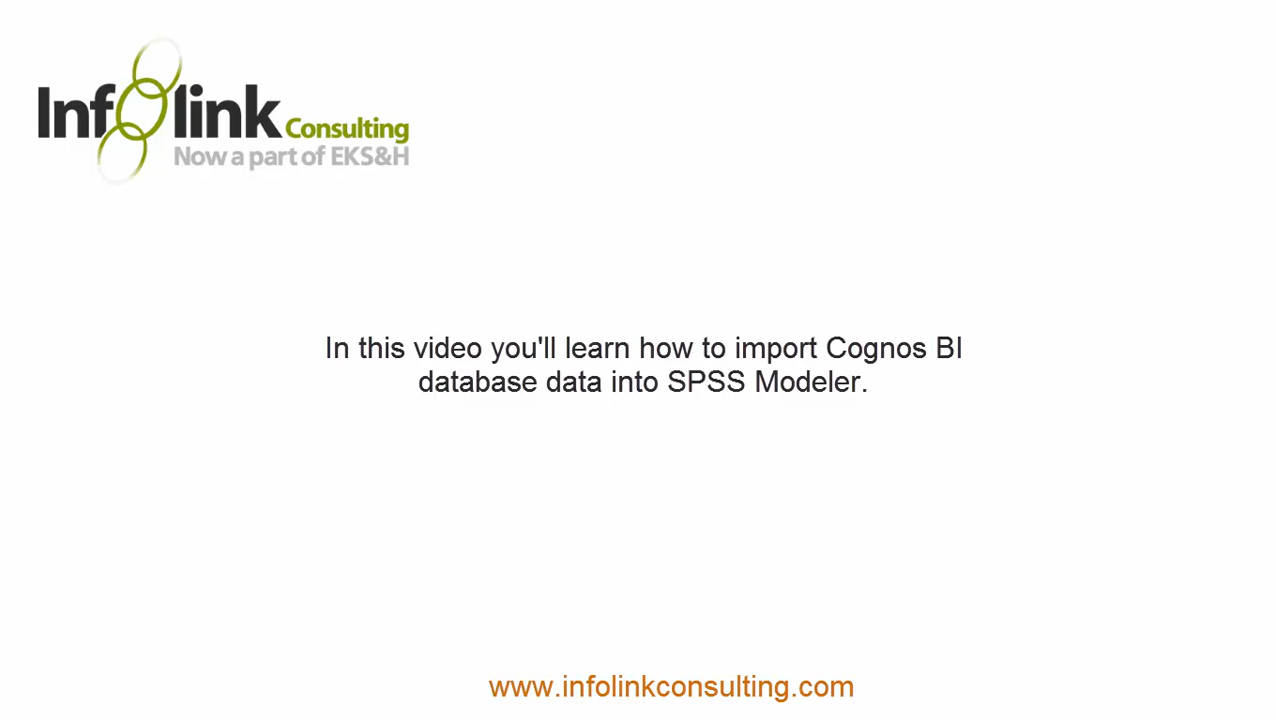 Infolink Consulting
Now a part of EKS&H
In this video you'll learn how to import Cognos BI
database data into SPSS Modeler.
www.infolinkconsulting.com